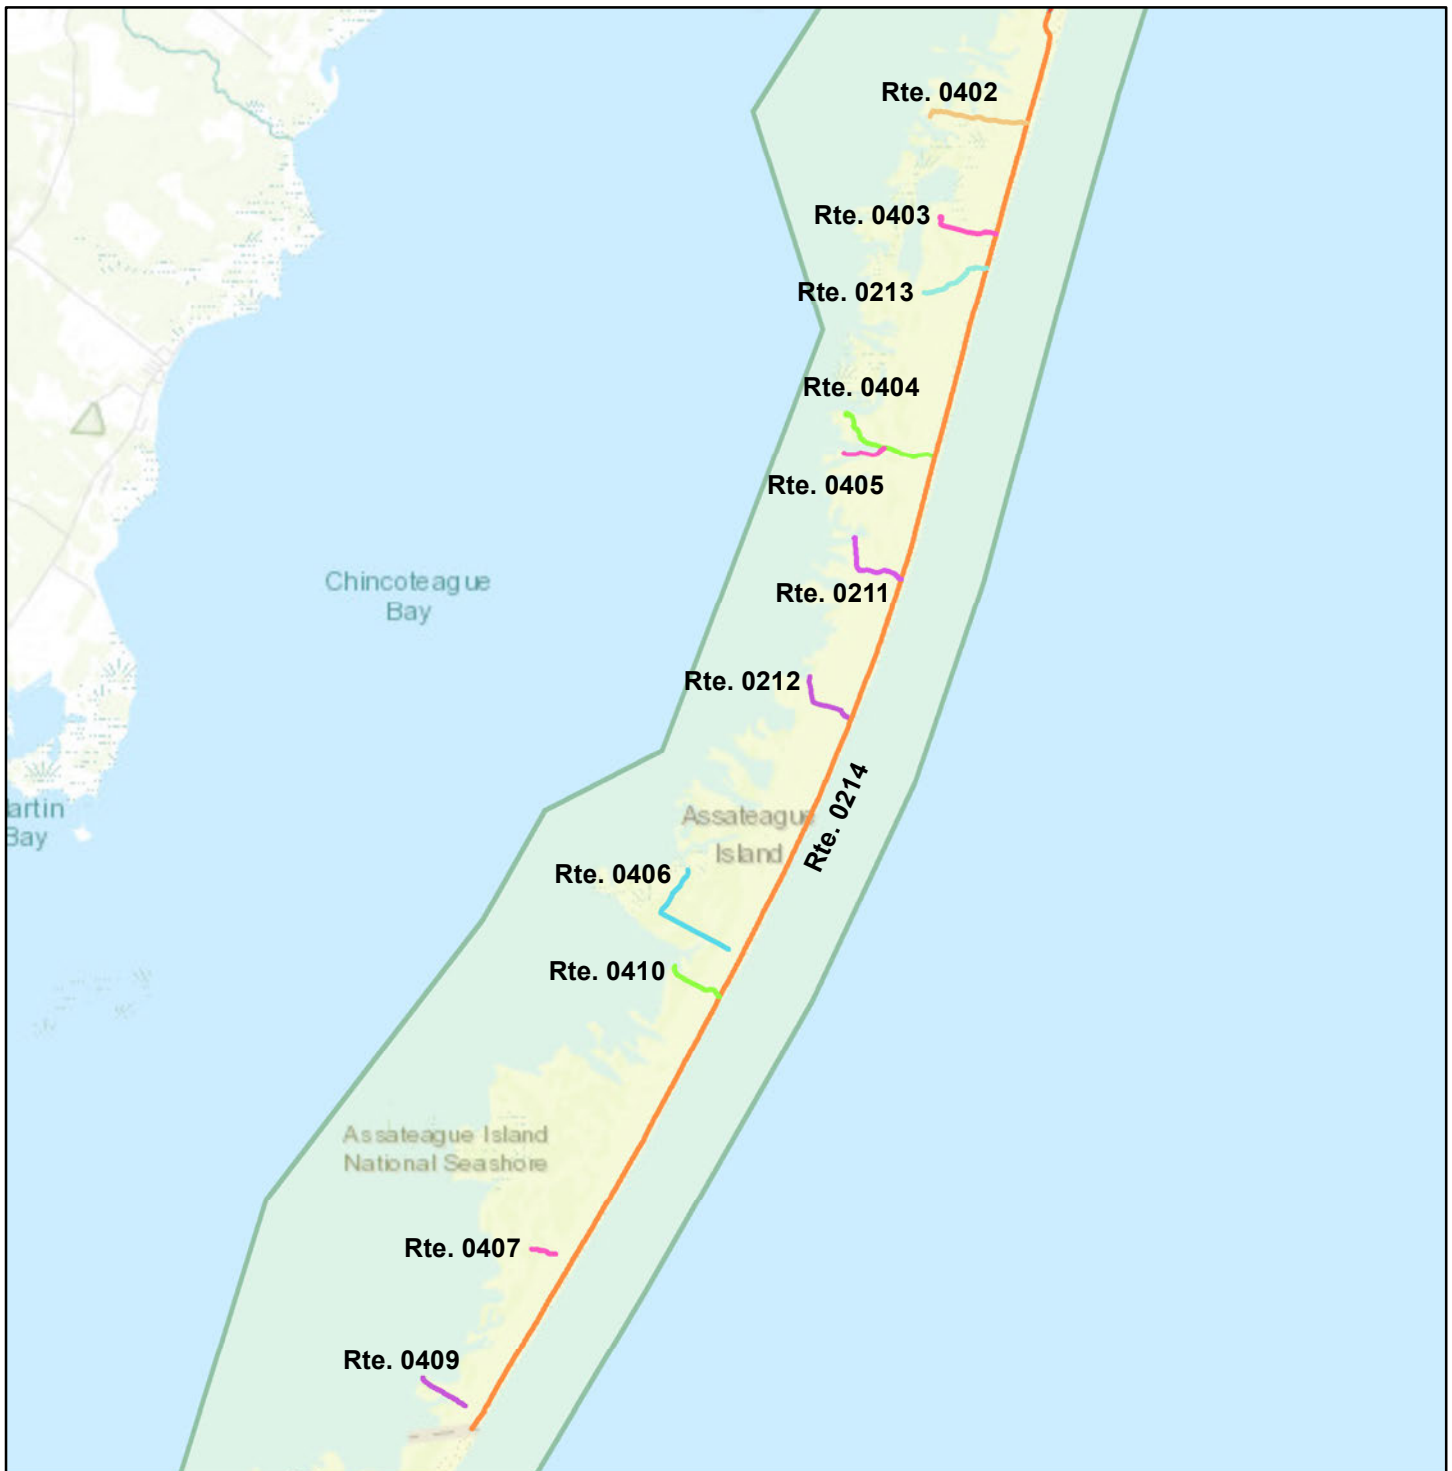 Rte. 0402
Rte. 0403
Rte. 0213
Rte. 0404
Rte. 0405
Chincoteague
Bay
Rte. 0211
Rte. 0212
Rte. 0214
artin
Bay
Assateague
Island
Rte. 0406
Rte. 0410
Assateague Island
National Seashore
Rte. 0407
Rte. 0409